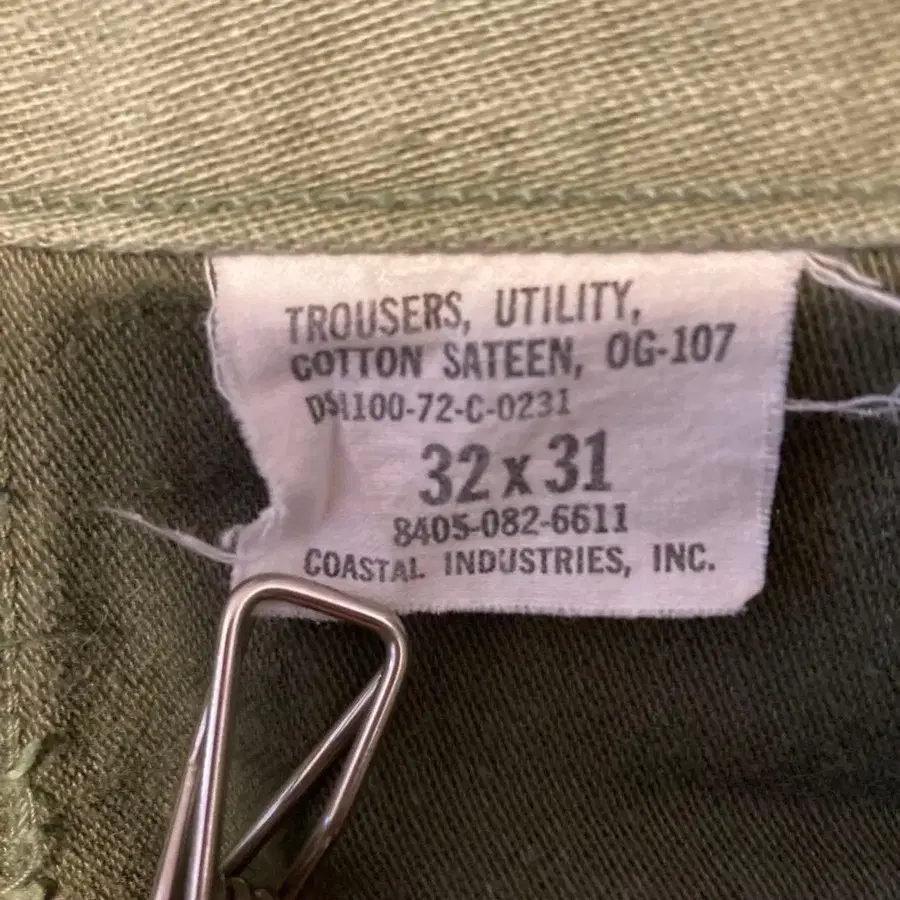 TROUSERS, UTILITY,
COTTON SATEEN, OG-107
DSA100-72-C-0231
32 x 31
8405-082-6611
COASTAL INDUSTRIES, INC.